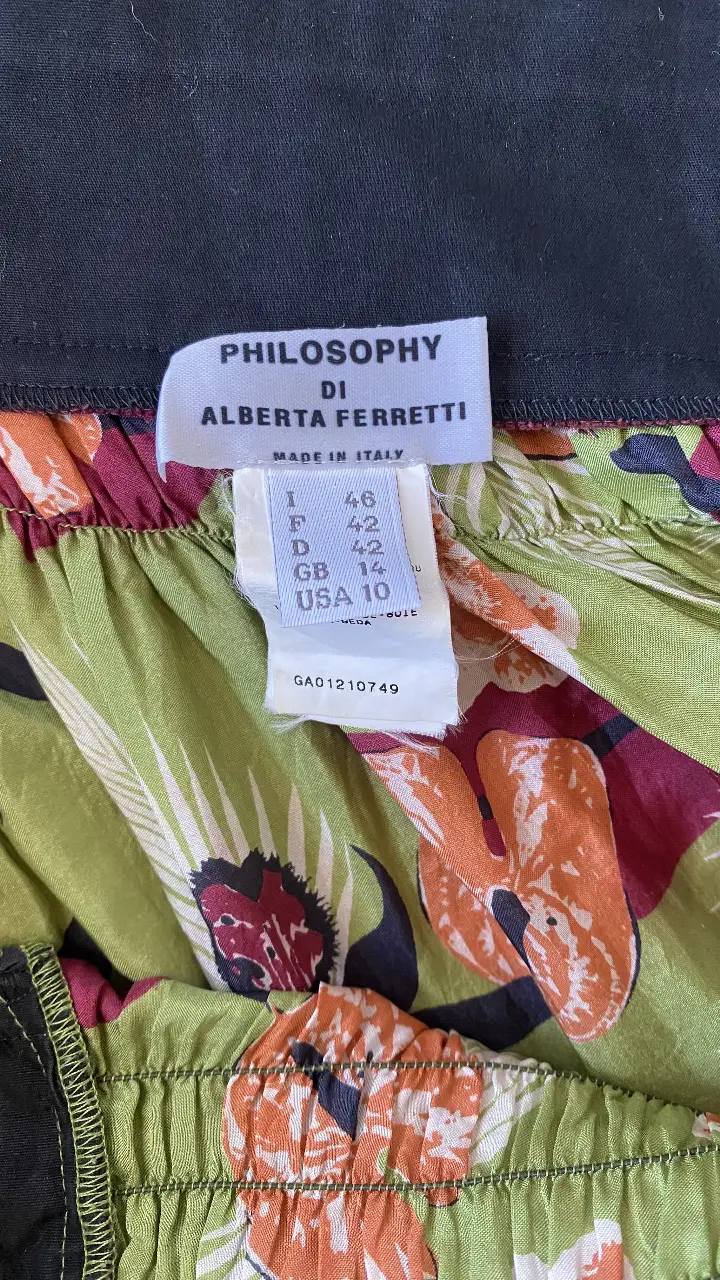 PHILOSOPHY
DI
ALBERTA FERRETTI
MADE IN ITALY
I 46
F 42
D 42
GB 14
USA 10
GA01210749